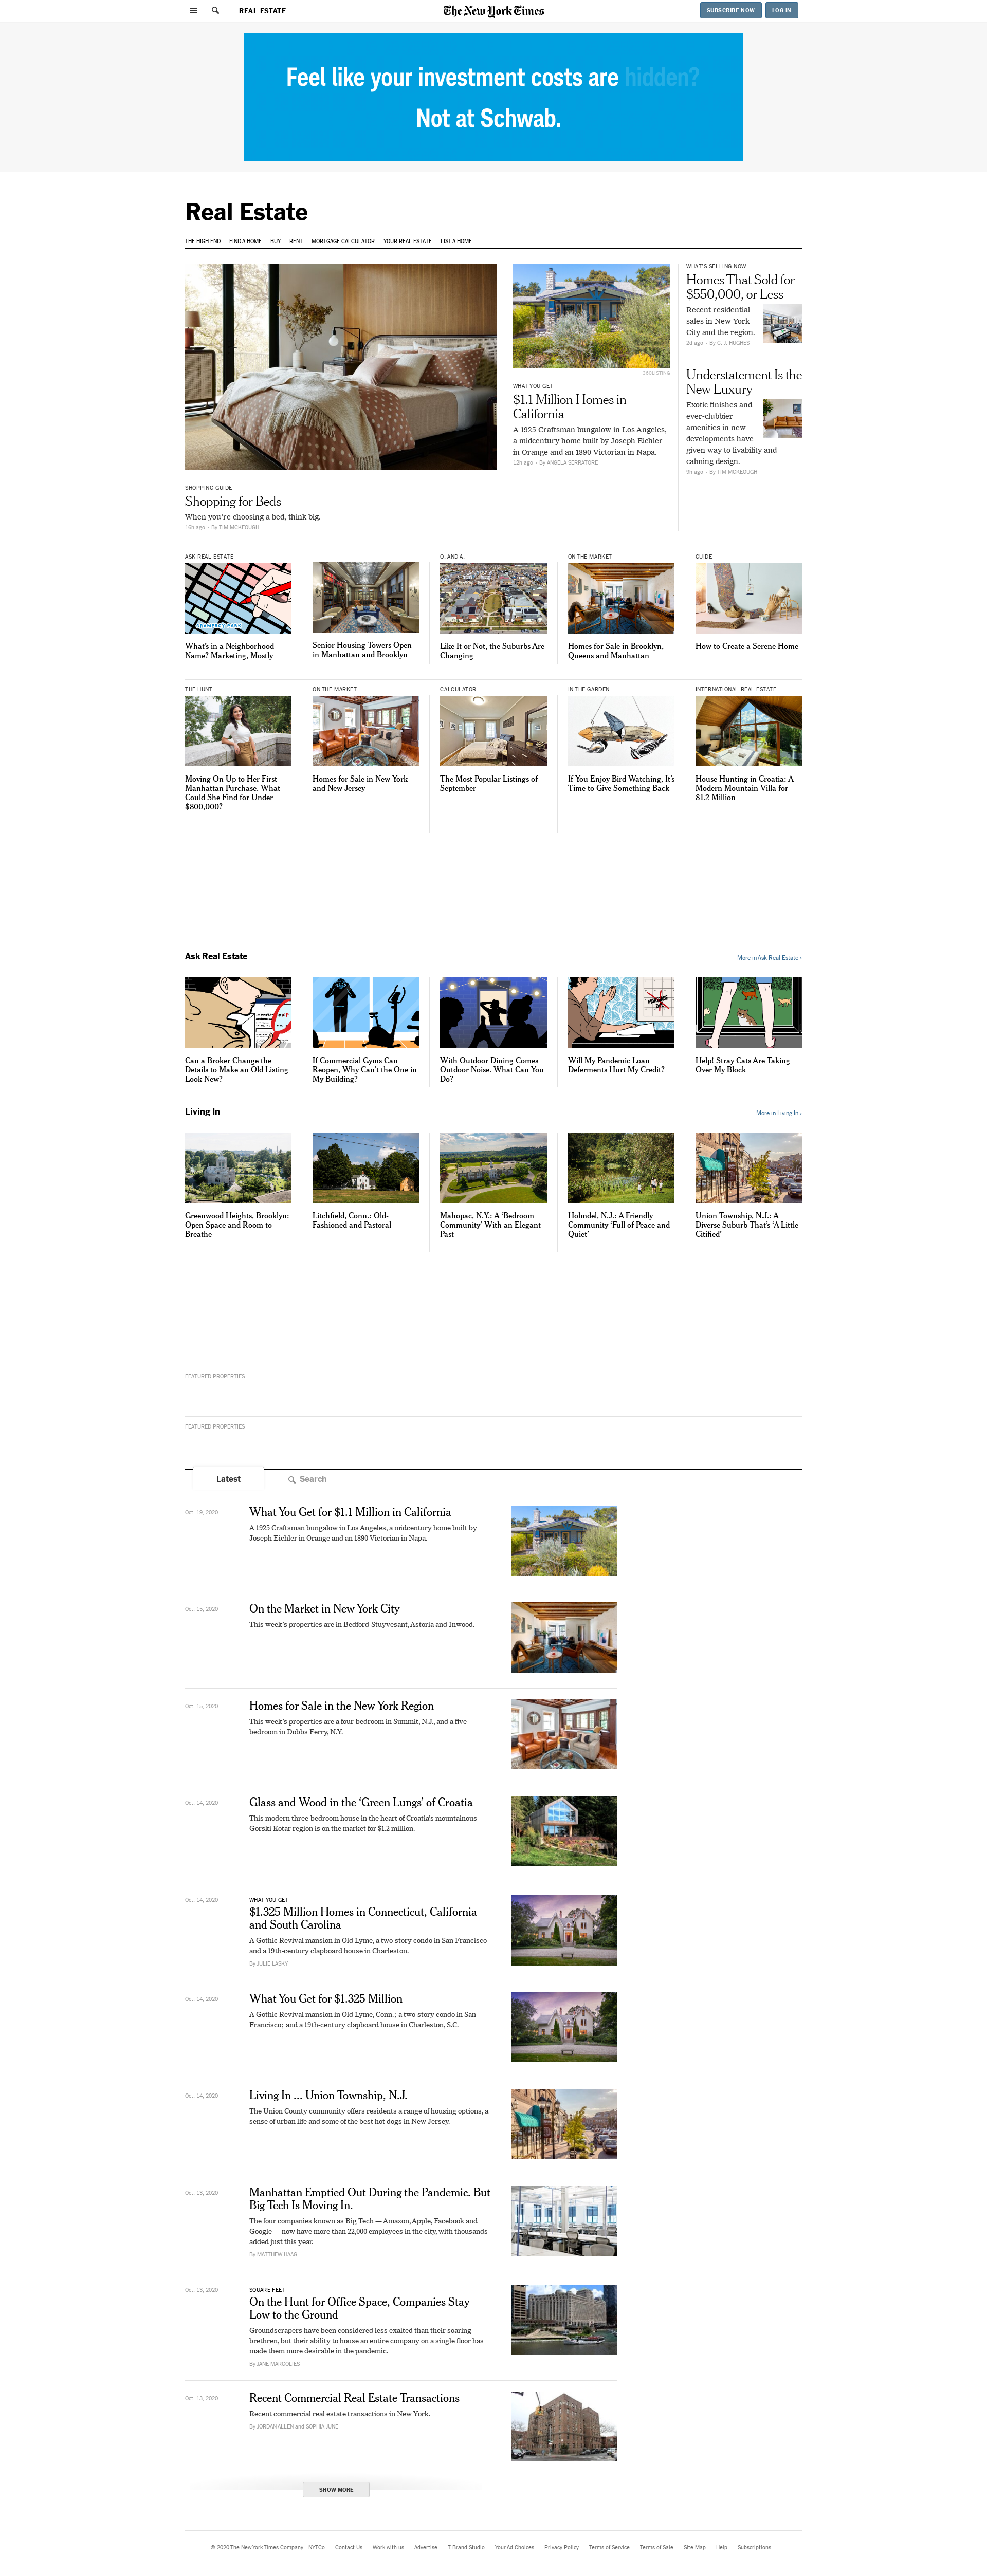 REAL ESTATE
The New York Times
SUBSCRIBE NOW
LOG IN
Feel like your investment costs are hidden?
Not at Schwab.
Real Estate
THE HIGH END
FIND A HOME
BUY
RENT
MORTGAGE CALCULATOR
YOUR REAL ESTATE
LIST A HOME
SHOPPING GUIDE
Shopping for Beds
When you're choosing a bed, think big.
16h ago - By TIM MCKEOUGH
WHAT YOU GET
$1.1 Million Homes in
California
A 1925 Craftsman bungalow in Los Angeles,
a midcentury home built by Joseph Eichler
in Orange and an 1890 Victorian in Napa.
12h ago - By ANGELA SERRATORE
WHAT'S SELLING NOW
Homes That Sold for
$550,000, or Less
Recent residential
sales in New York
City and the region.
2d ago - By C. J. HUGHES
Understatement Is the
New Luxury
Exotic finishes and
ever-clubbier
amenities in new
developments have
given way to livability and
calming design.
9h ago - By TIM MCKEOUGH
ASK REAL ESTATE
GRAMERCY PARK
What's in a Neighborhood
Name? Marketing, Mostly
Senior Housing Towers Open
in Manhattan and Brooklyn
Q. AND A.
Like It or Not, the Suburbs Are
Changing
ON THE MARKET
Homes for Sale in Brooklyn,
Queens and Manhattan
GUIDE
How to Create a Serene Home
THE HUNT
Moving On Up to Her First
Manhattan Purchase. What
Could She Find for Under
$800,000?
ON THE MARKET
Homes for Sale in New York
and New Jersey
CALCULATOR
The Most Popular Listings of
September
IN THE GARDEN
If You Enjoy Bird-Watching, It's
Time to Give Something Back
INTERNATIONAL REAL ESTATE
House Hunting in Croatia: A
Modern Mountain Villa for
$1.2 Million
Ask Real Estate
More in Ask Real Estate ›
Can a Broker Change the
Details to Make an Old Listing
Look New?
If Commercial Gyms Can
Reopen, Why Can't the One in
My Building?
With Outdoor Dining Comes
Outdoor Noise. What Can You
Do?
Will My Pandemic Loan
Deferments Hurt My Credit?
Help! Stray Cats Are Taking
Over My Block
Living In
More in Living In ›
Greenwood Heights, Brooklyn:
Open Space and Room to
Breathe
Litchfield, Conn.: Old-
Fashioned and Pastoral
Mahopac, N.Y.: A 'Bedroom
Community' With an Elegant
Past
Holmdel, N.J.: A Friendly
Community 'Full of Peace and
Quiet'
Union Township, N.J.: A
Diverse Suburb That's 'A Little
Citified'
FEATURED PROPERTIES
FEATURED PROPERTIES
Latest
Search
Oct. 19, 2020
What You Get for $1.1 Million in California
A 1925 Craftsman bungalow in Los Angeles, a midcentury home built by
Joseph Eichler in Orange and an 1890 Victorian in Napa.
Oct. 15, 2020
On the Market in New York City
This week's properties are in Bedford-Stuyvesant, Astoria and Inwood.
Oct. 15, 2020
Homes for Sale in the New York Region
This week's properties are a four-bedroom in Summit, N.J., and a five-
bedroom in Dobbs Ferry, N.Y.
Oct. 14, 2020
Glass and Wood in the 'Green Lungs' of Croatia
This modern three-bedroom house in the heart of Croatia's mountainous
Gorski Kotar region is on the market for $1.2 million.
Oct. 14, 2020
WHAT YOU GET
$1.325 Million Homes in Connecticut, California
and South Carolina
A Gothic Revival mansion in Old Lyme, a two-story condo in San Francisco
and a 19th-century clapboard house in Charleston.
By JULIE LASKY
Oct. 14, 2020
What You Get for $1.325 Million
A Gothic Revival mansion in Old Lyme, Conn.; a two-story condo in San
Francisco; and a 19th-century clapboard house in Charleston, S.C.
Oct. 14, 2020
Living In ... Union Township, N.J.
The Union County community offers residents a range of housing options, a
sense of urban life and some of the best hot dogs in New Jersey.
Oct. 13, 2020
Manhattan Emptied Out During the Pandemic. But
Big Tech Is Moving In.
The four companies known as Big Tech — Amazon, Apple, Facebook and
Google — now have more than 22,000 employees in the city, with thousands
added just this year.
By MATTHEW HAAG
Oct. 13, 2020
SQUARE FEET
On the Hunt for Office Space, Companies Stay
Low to the Ground
Groundscrapers have been considered less exalted than their soaring
brethren, but their ability to house an entire company on a single floor has
made them more desirable in the pandemic.
By JANE MARGOLIES
Oct. 13, 2020
Recent Commercial Real Estate Transactions
Recent commercial real estate transactions in New York.
By JORDAN ALLEN and SOPHIA JUNE
SHOW MORE
© 2020 The New York Times Company
NYTCo
Contact Us
Work with us
Advertise
T Brand Studio
Your Ad Choices
Privacy Policy
Terms of Service
Terms of Sale
Site Map
Help
Subscriptions